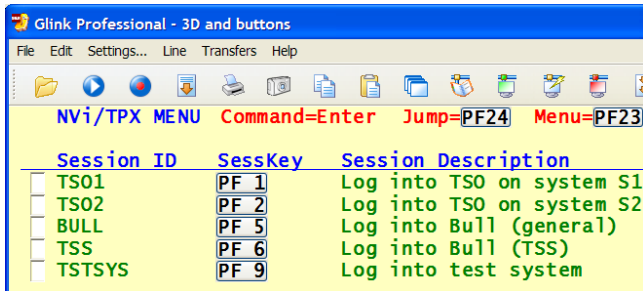 Glink Professional - 3D and buttons
File Edit Settings... Line Transfers Help
NVi/TPX MENU Command=Enter Jump=PF24 Menu=PF23
Session ID SessKey Session Description
TSO1 PF 1 Log into TSO on system S1
TSO2 PF 2 Log into TSO on system S2
BULL PF 5 Log into Bull (general)
TSS PF 6 Log into Bull (TSS)
TSTSYS PF 9 Log into test system